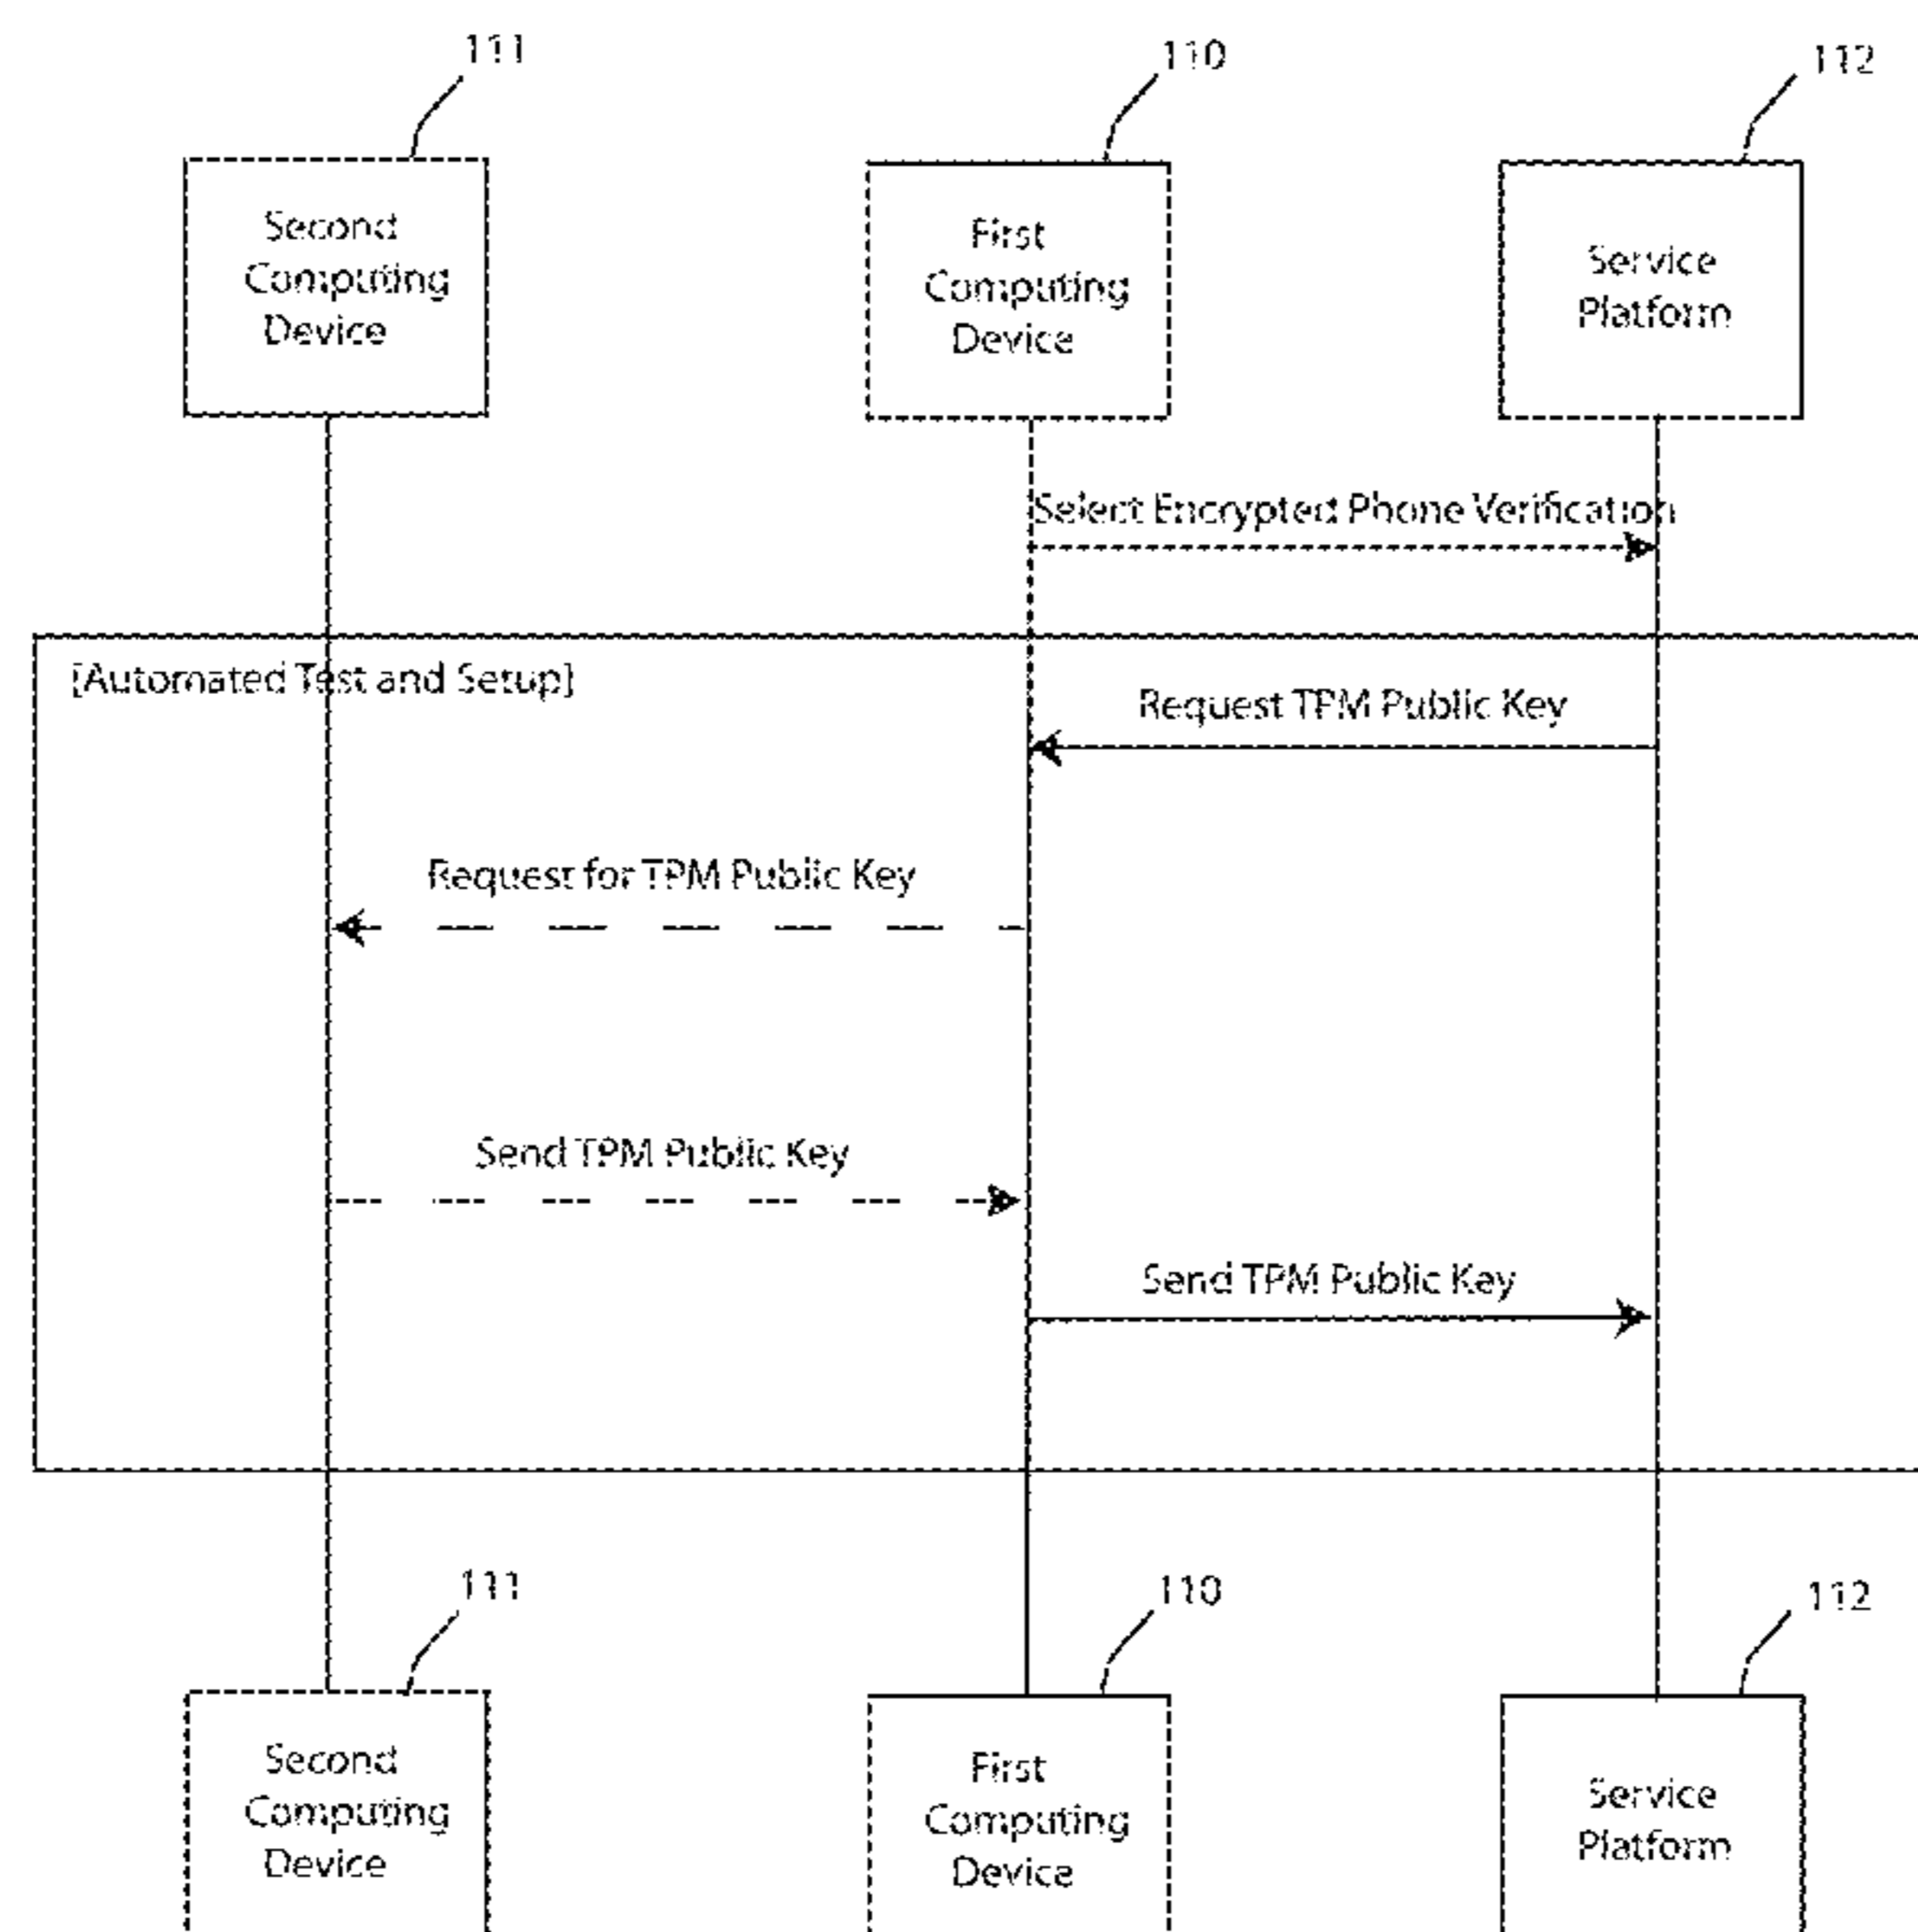 111
110
112
Second
Computing
Device
First
Computing
Device
Service
Platform
Select Encrypted Phone Verification
[Automated Test and Setup]
Request TPM Public Key
Request for TPM Public Key
Send TPM Public Key
Send TPM Public Key
111
110
112
Second
Computing
Device
First
Computing
Device
Service
Platform